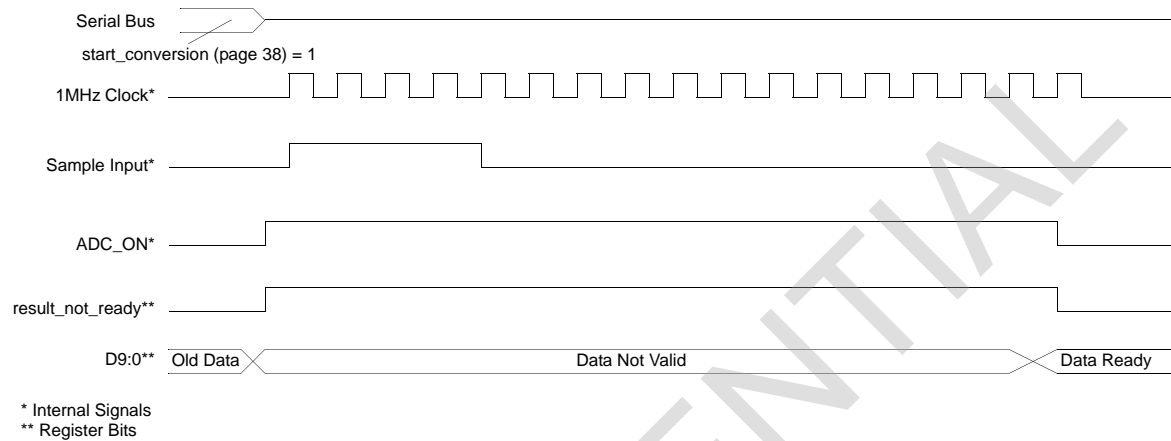 Serial Bus
start_conversion (page 38) = 1
1MHz Clock*
Sample Input*
ADC_ON*
result_not_ready**
D9:0** Old Data Data Not Valid Data Ready
* Internal Signals
** Register Bits
ENTIAL